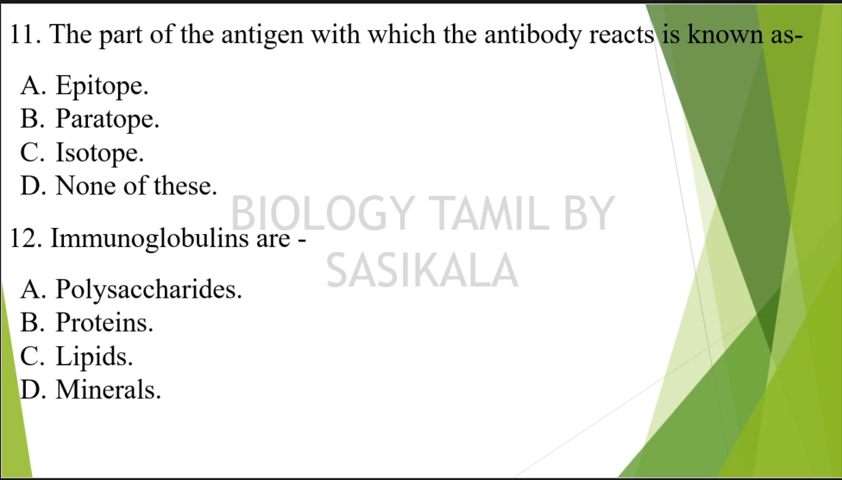 11. The part of the antigen with which the antibody reacts is known as-
A. Epitope.
B. Paratope.
C. Isotope.
D. None of these.
BIOLOGY TAMIL BY
SASIKALA
12. Immunoglobulins are -
A. Polysaccharides.
B. Proteins.
C. Lipids.
D. Minerals.